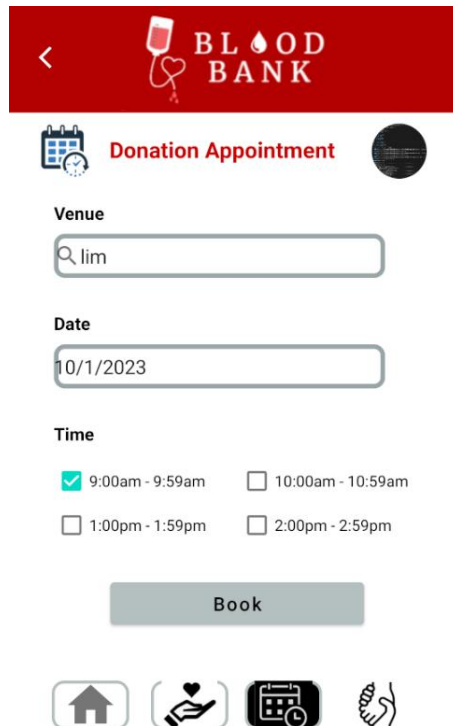 BLOOD
BANK
Donation Appointment
Venue
lim
Date
10/1/2023
Time
9:00am - 9:59am
10:00am - 10:59am
1:00pm - 1:59pm
2:00pm - 2:59pm
Book